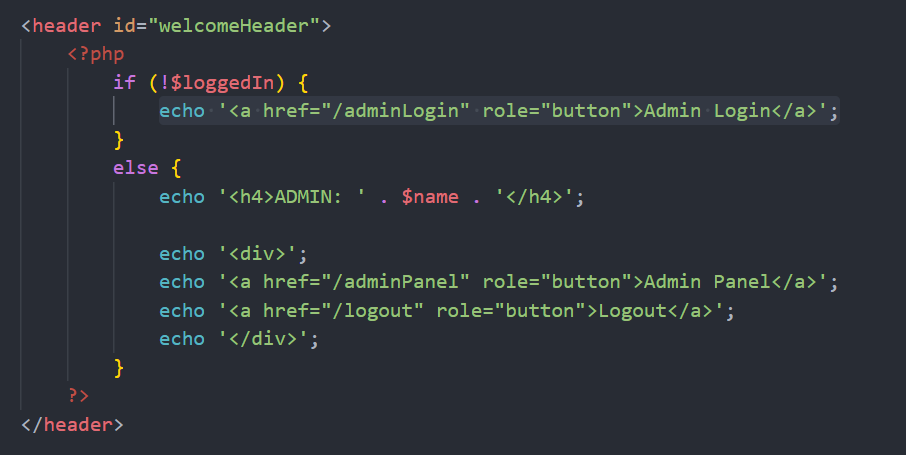 <header id="welcomeHeader">
<?php
if (!$loggedIn) {
echo '<a href="/adminLogin" role="button">Admin Login</a>';
}
else {
echo '<h4>ADMIN: ' . $name . '</h4>';
echo '<div>';
echo '<a href="/adminPanel" role="button">Admin Panel</a>';
echo '<a href="/logout" role="button">Logout</a>';
echo '</div>';
}
?>
</header>